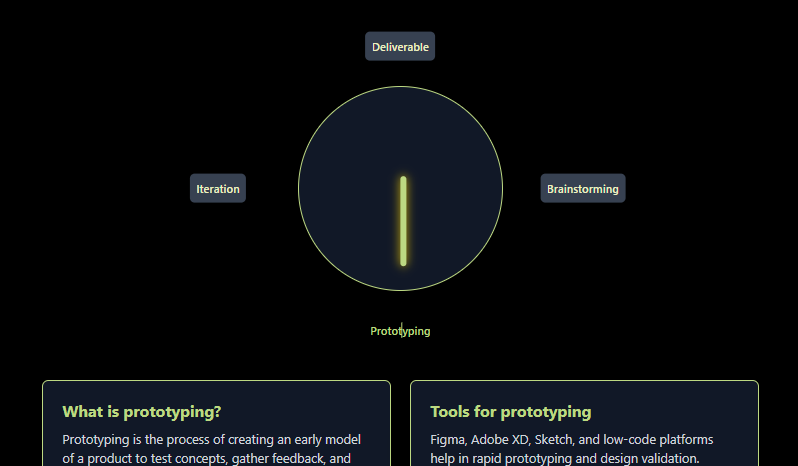 Deliverable
Iteration
Brainstorming
Prototyping
What is prototyping?
Prototyping is the process of creating an early model
of a product to test concepts, gather feedback, and
Tools for prototyping
Figma, Adobe XD, Sketch, and low-code platforms
help in rapid prototyping and design validation.